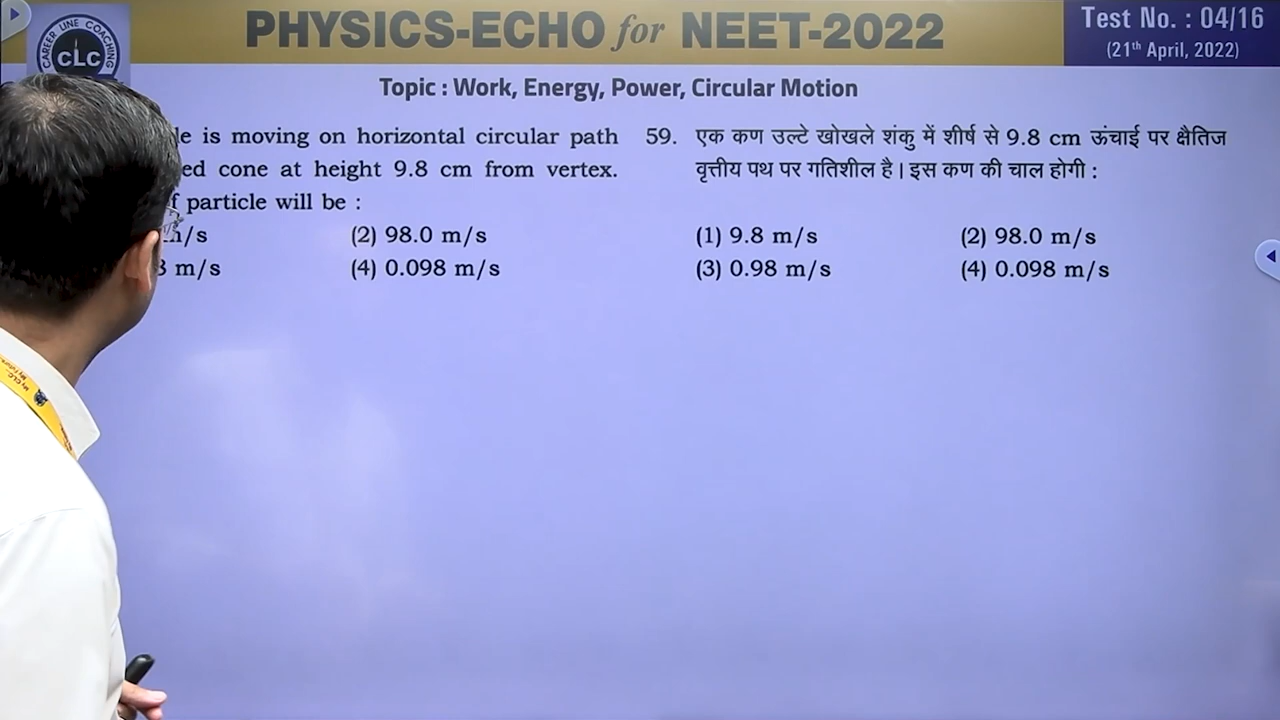 PHYSICS-ECHO for NEET-2022
Test No. : 04/16
(21th April, 2022)
CAREER LINE COACHING
CLC
Topic : Work, Energy, Power, Circular Motion
is moving on horizontal circular path
cone at height 9.8 cm from vertex.
particle will be :
m/s (2) 98.0 m/s
m/s (4) 0.098 m/s
59. एक कण उल्टे खोखले शंकु में शीर्ष से 9.8 cm ऊंचाई पर क्षैतिज
वृत्तीय पथ पर गतिशील है। इस कण की चाल होगी :
(1) 9.8 m/s (2) 98.0 m/s
(3) 0.98 m/s (4) 0.098 m/s